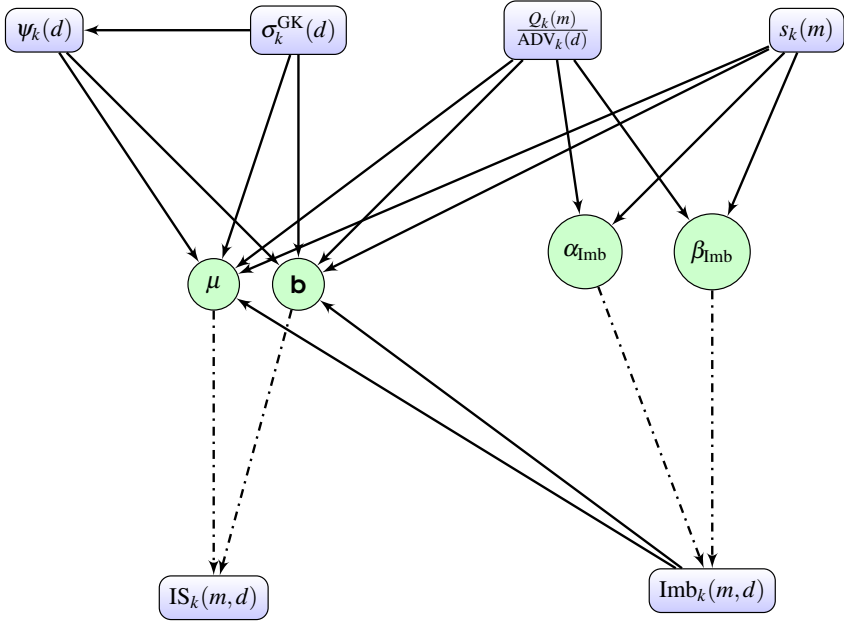 ψ_k(d)
σ_k^GK(d)
Q_k(m)
ADV_k(d)
s_k(m)
μ
b
α_Imb
β_Imb
IS_k(m,d)
Imb_k(m,d)